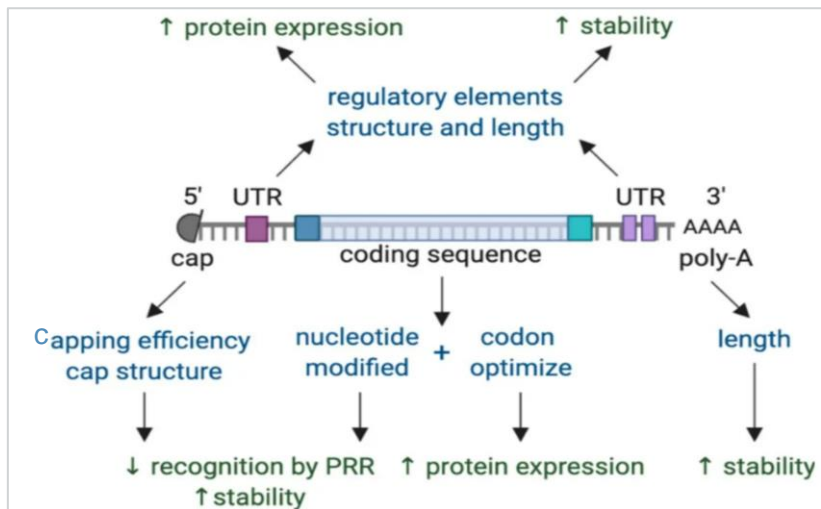 ↑ protein expression
↑ stability
regulatory elements
structure and length
5' UTR
UTR 3'
AAAA
cap
coding sequence
poly-A
Capping efficiency
cap structure
nucleotide
modified
+
codon
optimize
length
↓ recognition by PRR
↑ stability
↑ protein expression
↑ stability